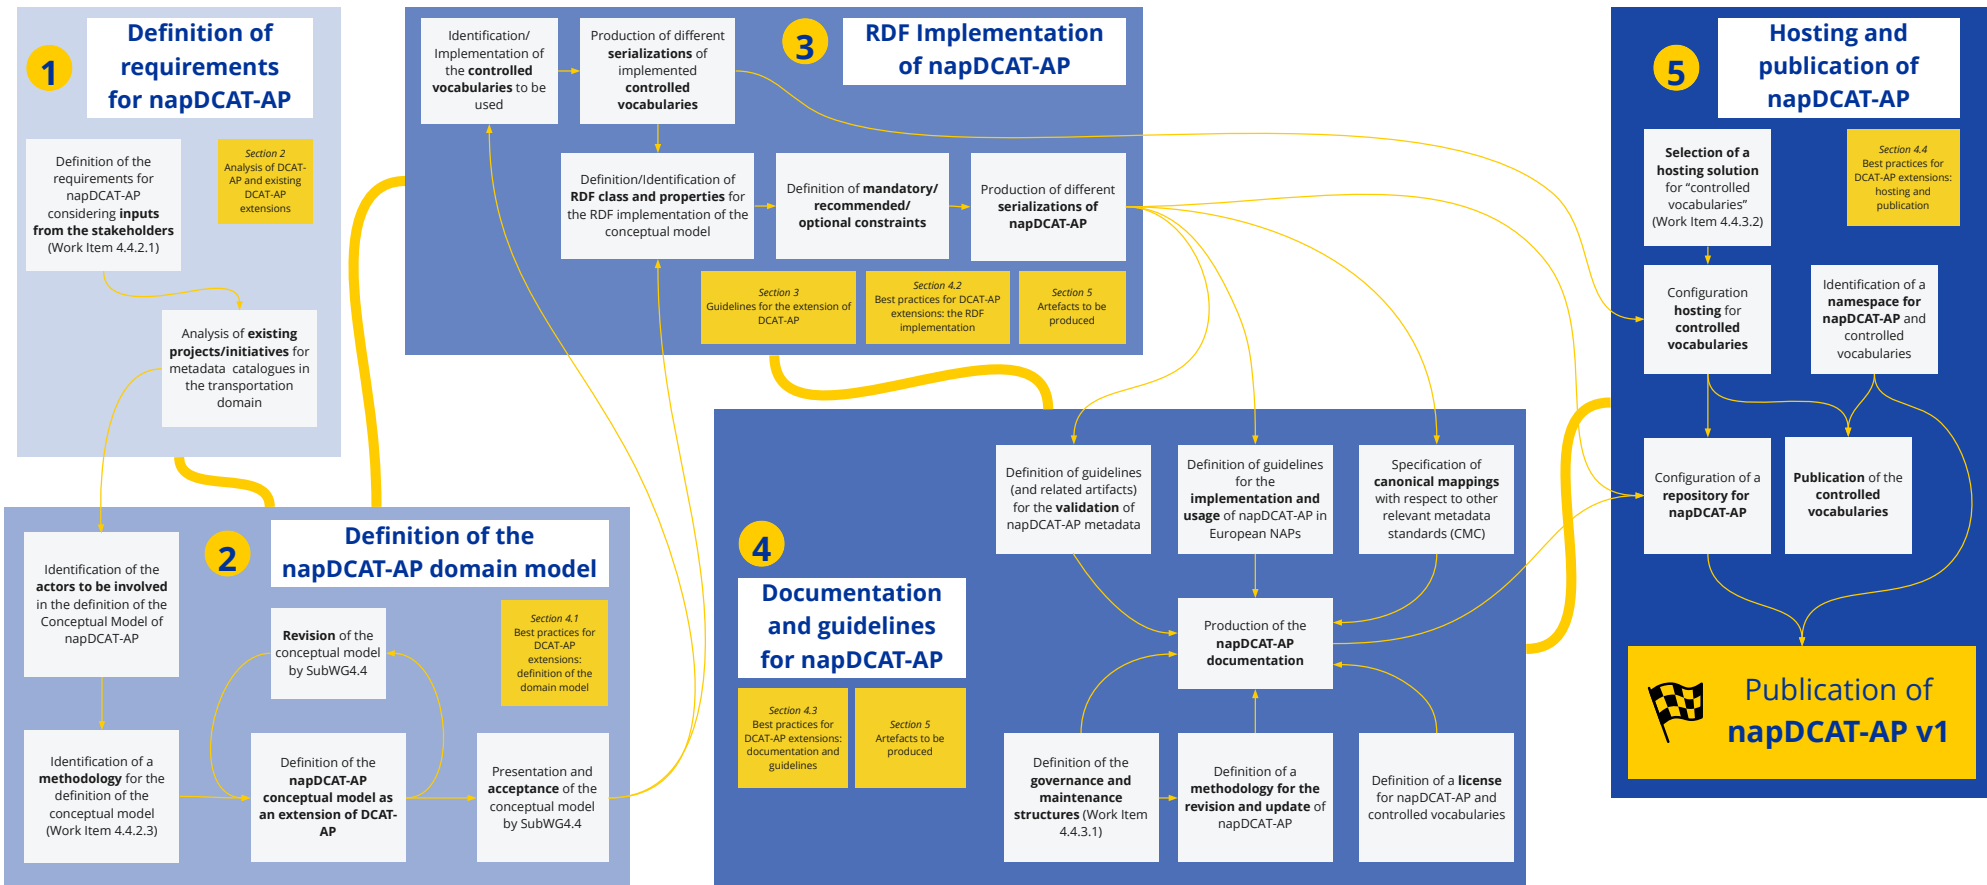 1
Definition of
requirements
for napDCAT-AP
Definition of the
requirements for
napDCAT-AP
considering inputs
from the stakeholders
(Work Item 4.4.2.1)
Section 2
Analysis of DCAT-
AP and existing
DCAT-AP
extensions
Analysis of existing
projects/initiatives for
metadata catalogues in
the transportation
domain
2
Definition of the
napDCAT-AP domain model
Identification of the
actors to be involved
in the definition of the
Conceptual Model of
napDCAT-AP
Revision of the
conceptual model
by SubWG4.4
Section 4.1
Best practices for
DCAT-AP
extensions:
definition of the
domain model
Identification of a
methodology for the
definition of the
conceptual model
(Work Item 4.4.2.3)
Definition of the
napDCAT-AP
conceptual model as
an extension of DCAT-
AP
Presentation and
acceptance of the
conceptual model
by SubWG4.4
3
RDF Implementation
of napDCAT-AP
Identification/
Implementation of
the controlled
vocabularies to be
used
Production of different
serializations of
implemented
controlled
vocabularies
Definition/Identification of
RDF class and properties for
the RDF implementation of the
conceptual model
Definition of mandatory/
recommended/
optional constraints
Production of different
serializations of
napDCAT-AP
Section 3
Guidelines for the extension of
DCAT-AP
Section 4.2
Best practices for DCAT-AP
extensions: the RDF
implementation
Section 5
Artefacts to be
produced
4
Documentation
and guidelines
for napDCAT-AP
Section 4.3
Best practices for
DCAT-AP extensions:
documentation and
guidelines
Section 5
Artefacts to be
produced
Definition of guidelines
(and related artifacts)
for the validation of
napDCAT-AP metadata
Definition of guidelines
for the
implementation and
usage of napDCAT-AP in
European NAPs
Specification of
canonical mappings
with respect to other
relevant metadata
standards (CMC)
Production of the
napDCAT-AP
documentation
Definition of the
governance and
maintenance
structures (Work Item
4.4.3.1)
Definition of a
methodology for the
revision and update of
napDCAT-AP
Definition of a license
for napDCAT-AP and
controlled vocabularies
5
Hosting and
publication of
napDCAT-AP
Selection of a
hosting solution
for “controlled
vocabularies”
(Work Item 4.4.3.2)
Section 4.4
Best practices for
DCAT-AP extensions:
hosting and
publication
Configuration
hosting for
controlled
vocabularies
Identification of a
namespace for
napDCAT-AP and
controlled
vocabularies
Configuration of a
repository for
napDCAT-AP
Publication of the
controlled
vocabularies
Publication of
napDCAT-AP v1